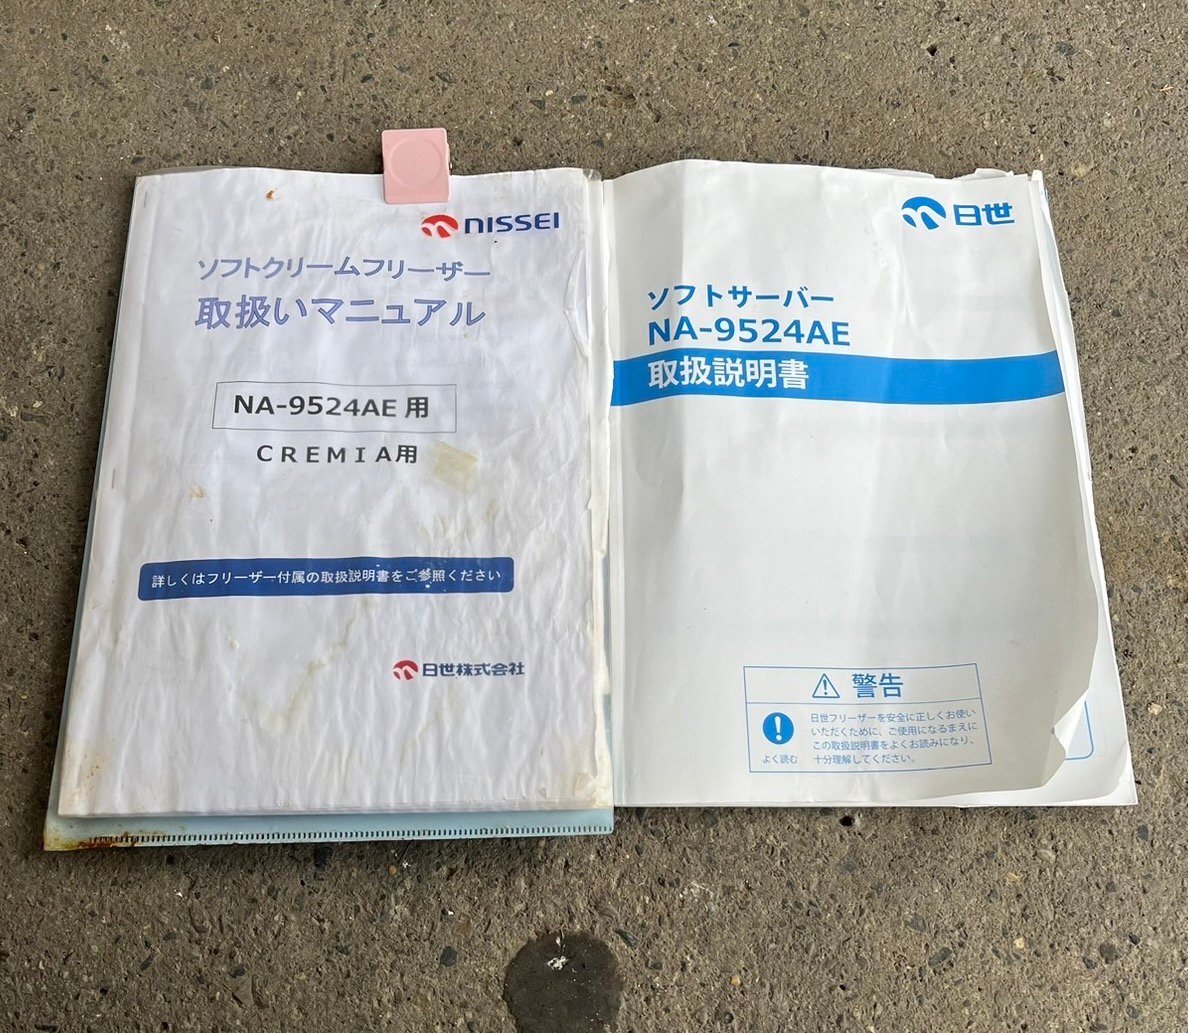 NISSEI
ソフトクリームフリーザー
取扱いマニュアル
NA-9524AE 用
CREMIA用
詳しくはフリーザー付属の取扱説明書をご参照ください
日世株式会社
日世
ソフトサーバー
NA-9524AE
取扱説明書
警告
よく読む
日世フリーザーを安全に正しくお使い
いただくために、ご使用になるまえに
この取扱説明書をよくお読みになり、
十分理解してください。